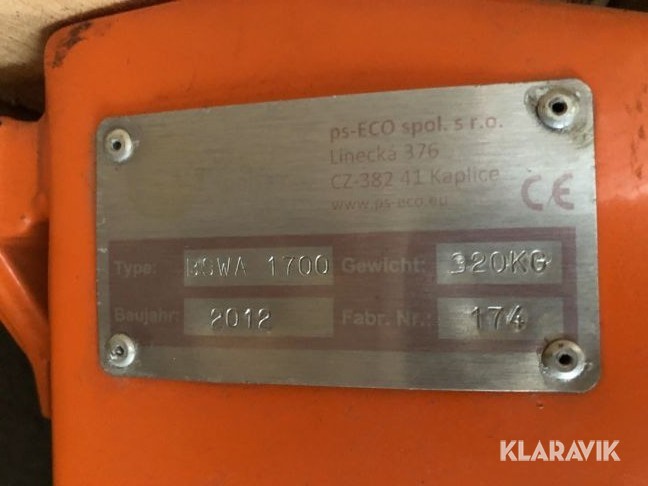 ps-ECO spol. s r.o.
Linecká 376
CZ-382 41 Kaplice
www.ps-eco.eu
CE
Type: BSWA 1700 Gewicht: 320KG
Baujahr: 2012 Fabr. Nr.: 174
KLARAVIK